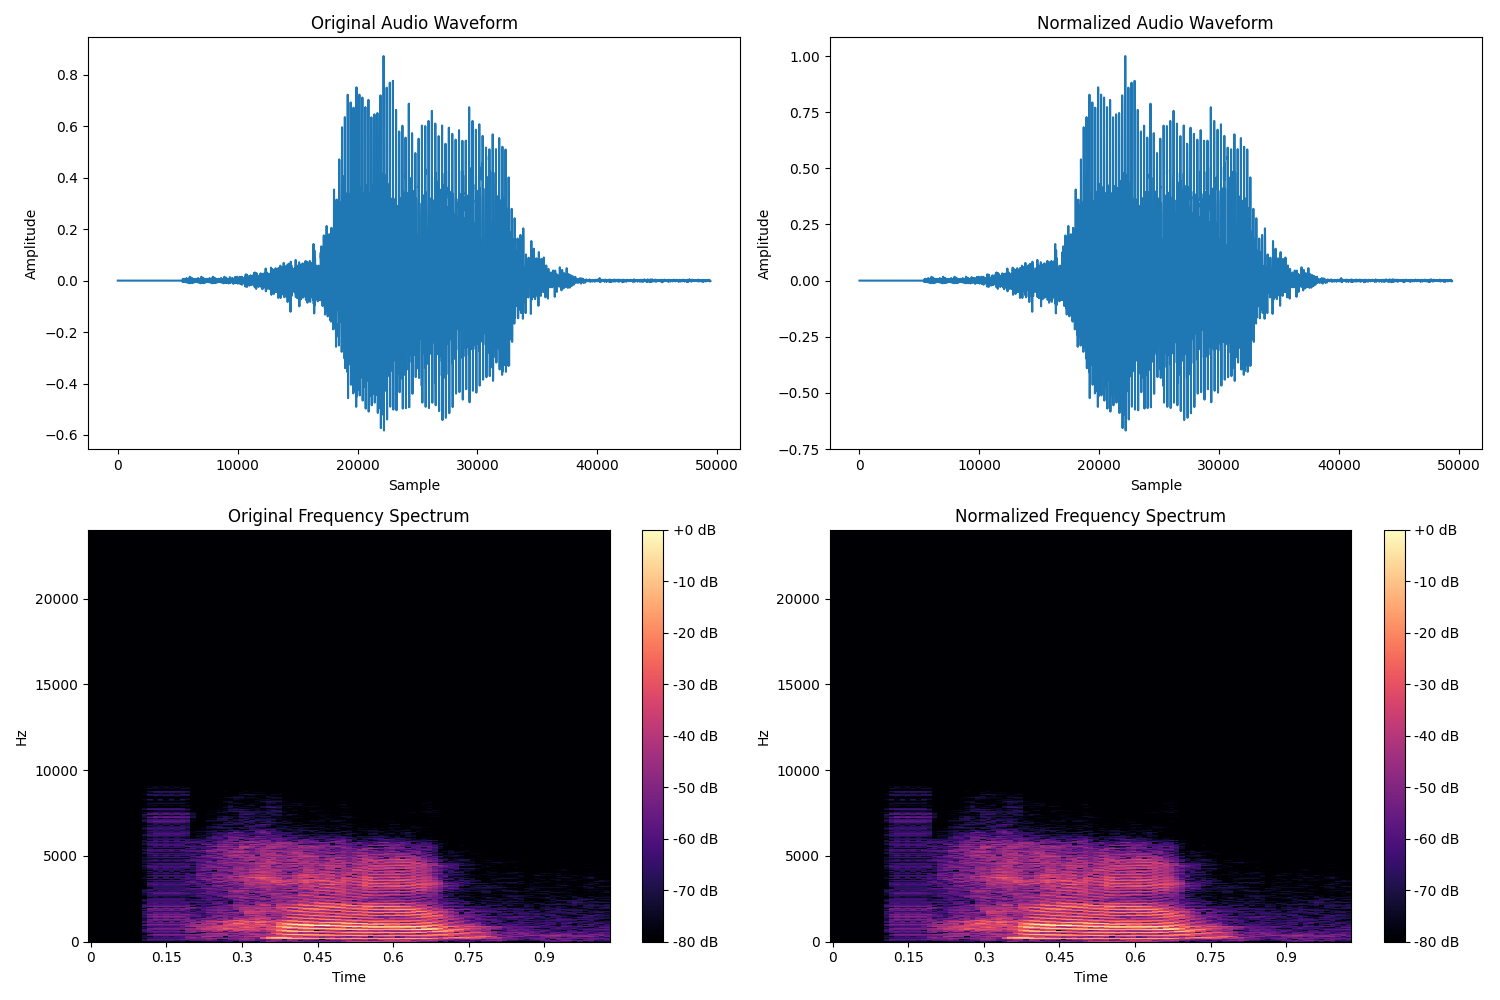 Original Audio Waveform
Amplitude
0.8
0.6
0.4
0.2
0.0
−0.2
−0.4
−0.6
0 10000 20000 30000 40000 50000
Sample
Normalized Audio Waveform
Amplitude
1.00
0.75
0.50
0.25
0.00
−0.25
−0.50
−0.75
0 10000 20000 30000 40000 50000
Sample
Original Frequency Spectrum
Hz
20000
15000
10000
5000
0
0 0.15 0.3 0.45 0.6 0.75 0.9
Time
+0 dB
-10 dB
-20 dB
-30 dB
-40 dB
-50 dB
-60 dB
-70 dB
-80 dB
Normalized Frequency Spectrum
Hz
20000
15000
10000
5000
0
0 0.15 0.3 0.45 0.6 0.75 0.9
Time
+0 dB
-10 dB
-20 dB
-30 dB
-40 dB
-50 dB
-60 dB
-70 dB
-80 dB